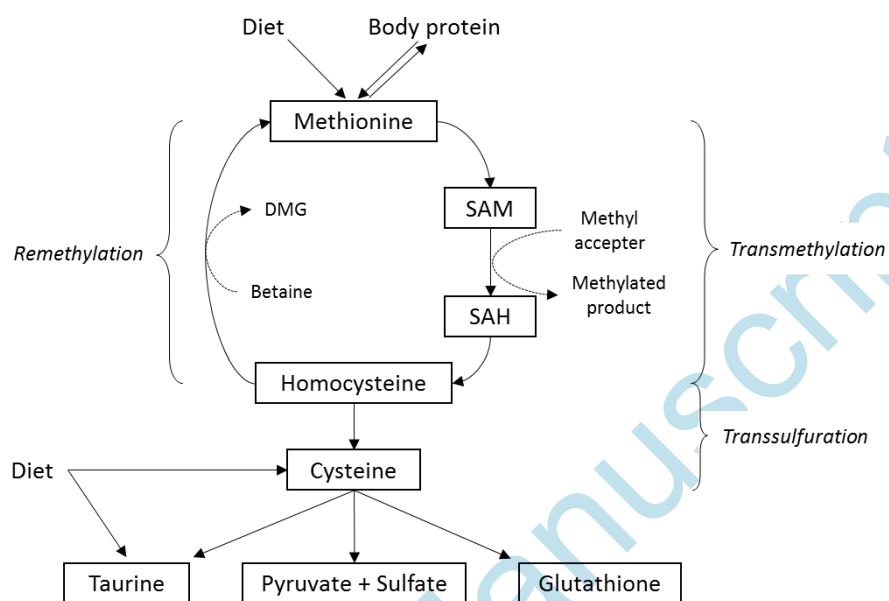 Diet
Body protein
Methionine
SAM
DMG
Methyl
accepter
Remethylation
Transmethylation
Betaine
Methylated
product
SAH
Homocysteine
Transsulfuration
Diet
Cysteine
Taurine
Pyruvate + Sulfate
Glutathione